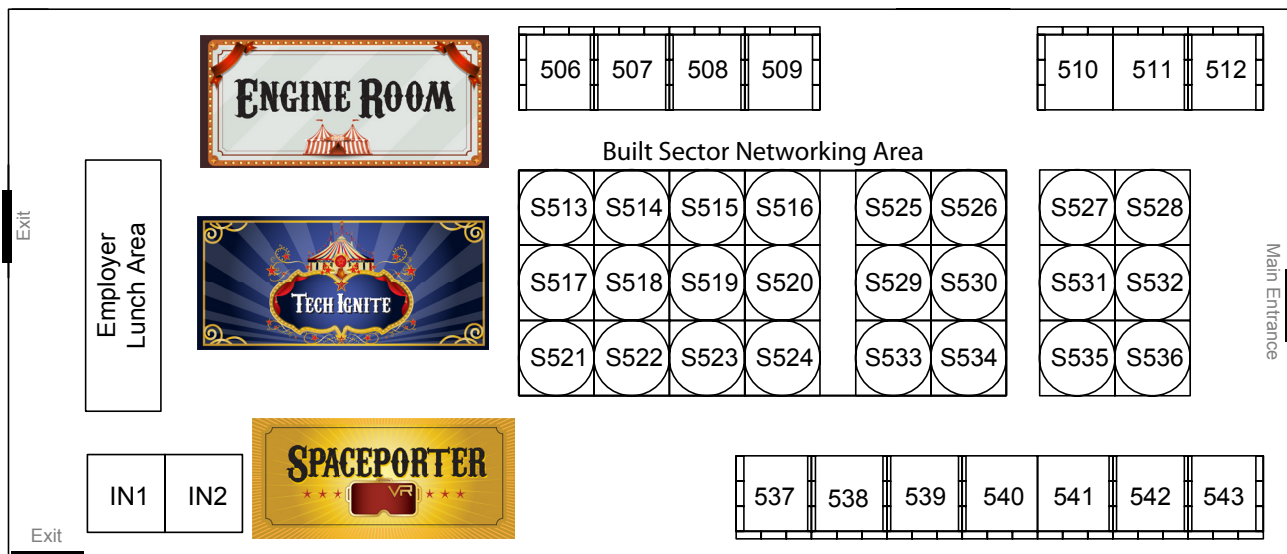 ENGINE ROOM
506 507 508 509
510 511 512
Built Sector Networking Area
Exit
Employer
Lunch Area
TECH IGNITE
S513 S514 S515 S516 S525 S526 S527 S528
S517 S518 S519 S520 S529 S530 S531 S532
S521 S522 S523 S524 S533 S534 S535 S536
Main Entrance
IN1 IN2
SPACEPORTER
VR
537 538 539 540 541 542 543
Exit